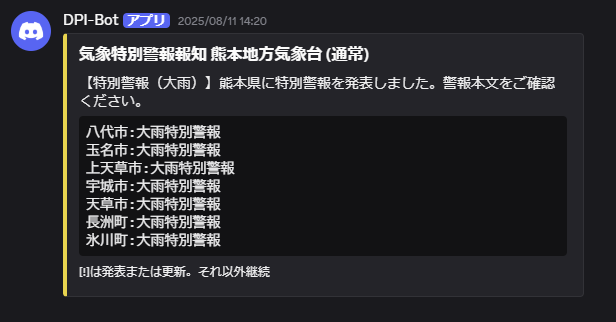 DPI-Bot アプリ 2025/08/11 14:20
気象特別警報報知 熊本地方気象台 (通常)
【特別警報（大雨）】熊本県に特別警報を発表しました。警報本文をご確認
ください。
八代市:大雨特別警報
玉名市:大雨特別警報
上天草市:大雨特別警報
宇城市:大雨特別警報
天草市:大雨特別警報
長洲町:大雨特別警報
氷川町:大雨特別警報
[!]は発表または更新。それ以外継続